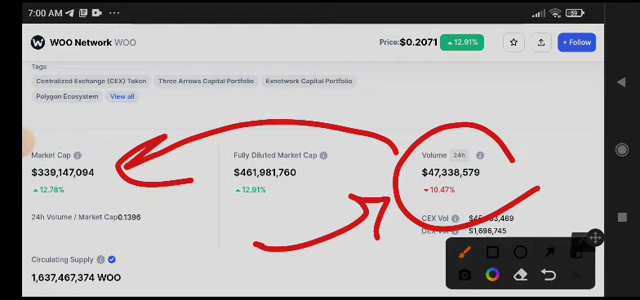 7:00 AM
WOO Network WOO
Price:$0.2071
12.91%
+ Follow
Tags:
Centralized Exchange (CEX) Token
Three Arrows Capital Portfolio
Exnetwork Capital Portfolio
Polygon Ecosystem
View all
Market Cap
Fully Diluted Market Cap
Volume 24h
$339,147,094
$461,981,760
$47,338,579
12.78%
12.91%
10.47%
24h Volume / Market Cap0.1396
CEX Vol
DEX Vol
$1,696,745
Circulating Supply
1,637,467,374 WOO